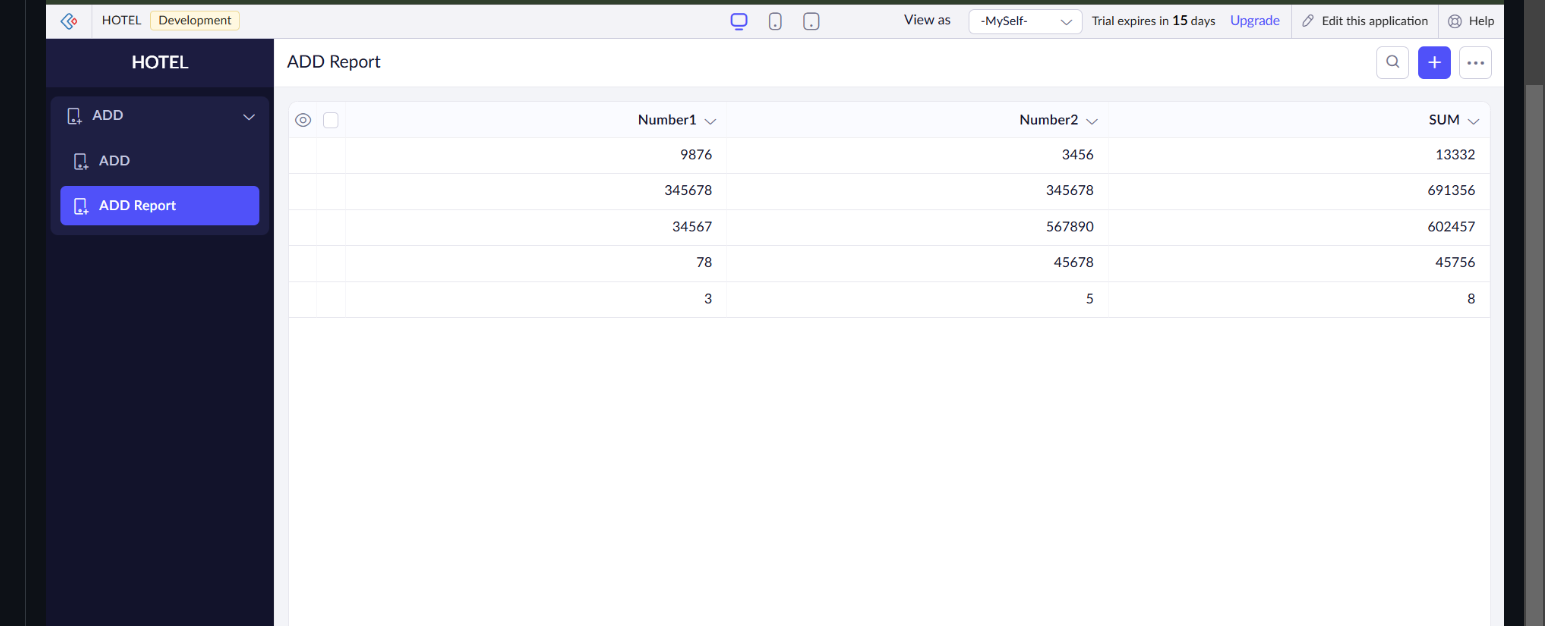 HOTEL Development View as -MySelf- Trial expires in 15 days Upgrade Edit this application Help
HOTEL
ADD Report
ADD
ADD
ADD Report
Number1 Number2 SUM
9876 3456 13332
345678 345678 691356
34567 567890 602457
78 45678 45756
3 5 8